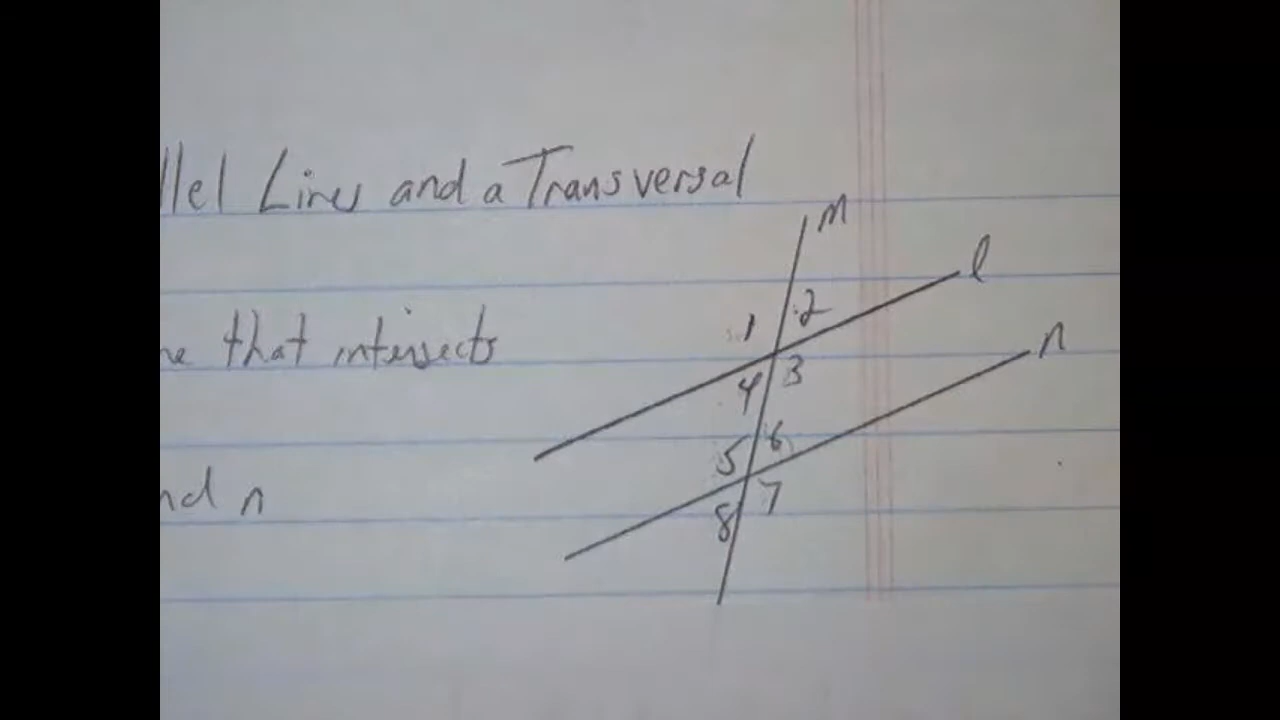 llel Lines and a Transversal
m
l
1 2
ne that intersects
n
4 3
5 6
nd n
8 7